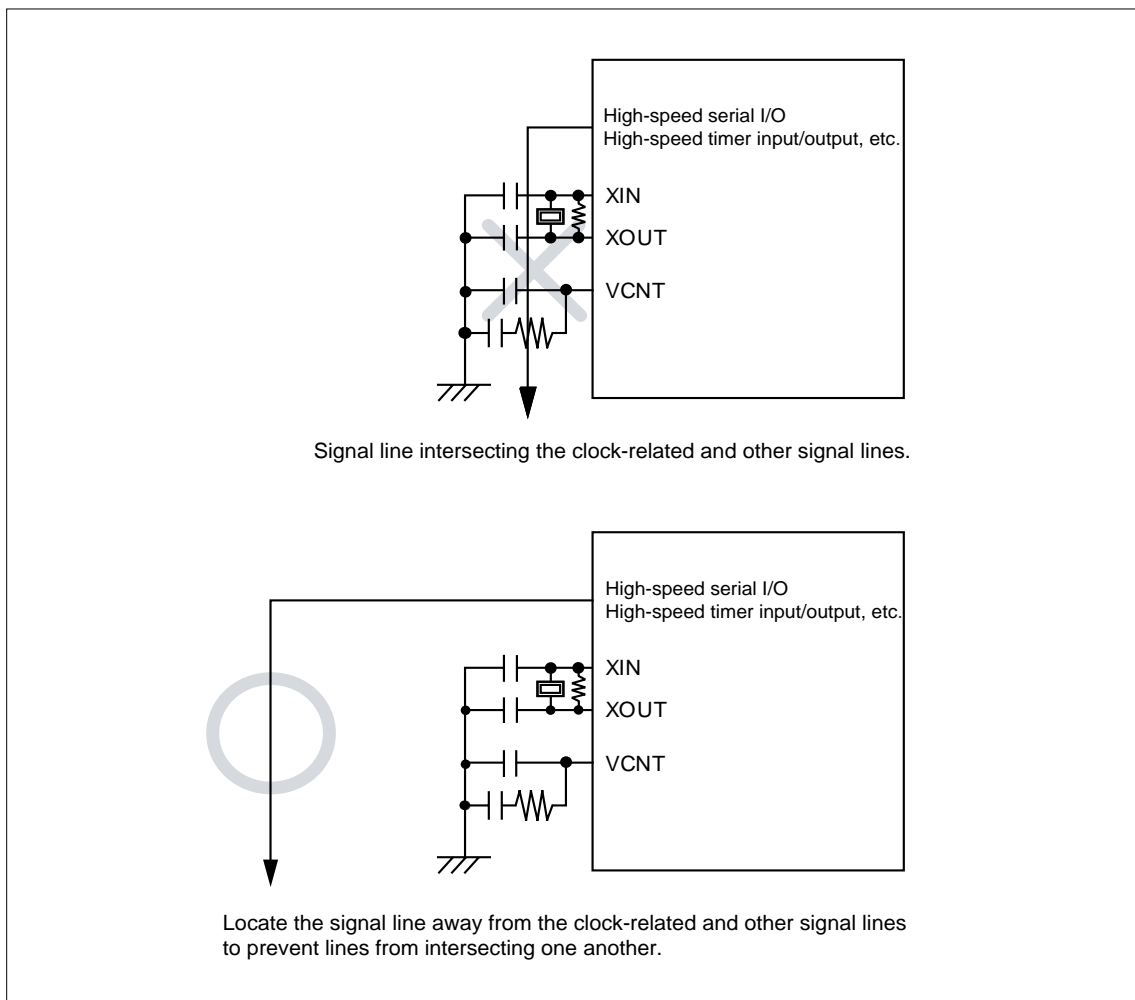 High-speed serial I/O
High-speed timer input/output, etc.
XIN
XOUT
VCNT
Signal line intersecting the clock-related and other signal lines.
High-speed serial I/O
High-speed timer input/output, etc.
XIN
XOUT
VCNT
Locate the signal line away from the clock-related and other signal lines
to prevent lines from intersecting one another.